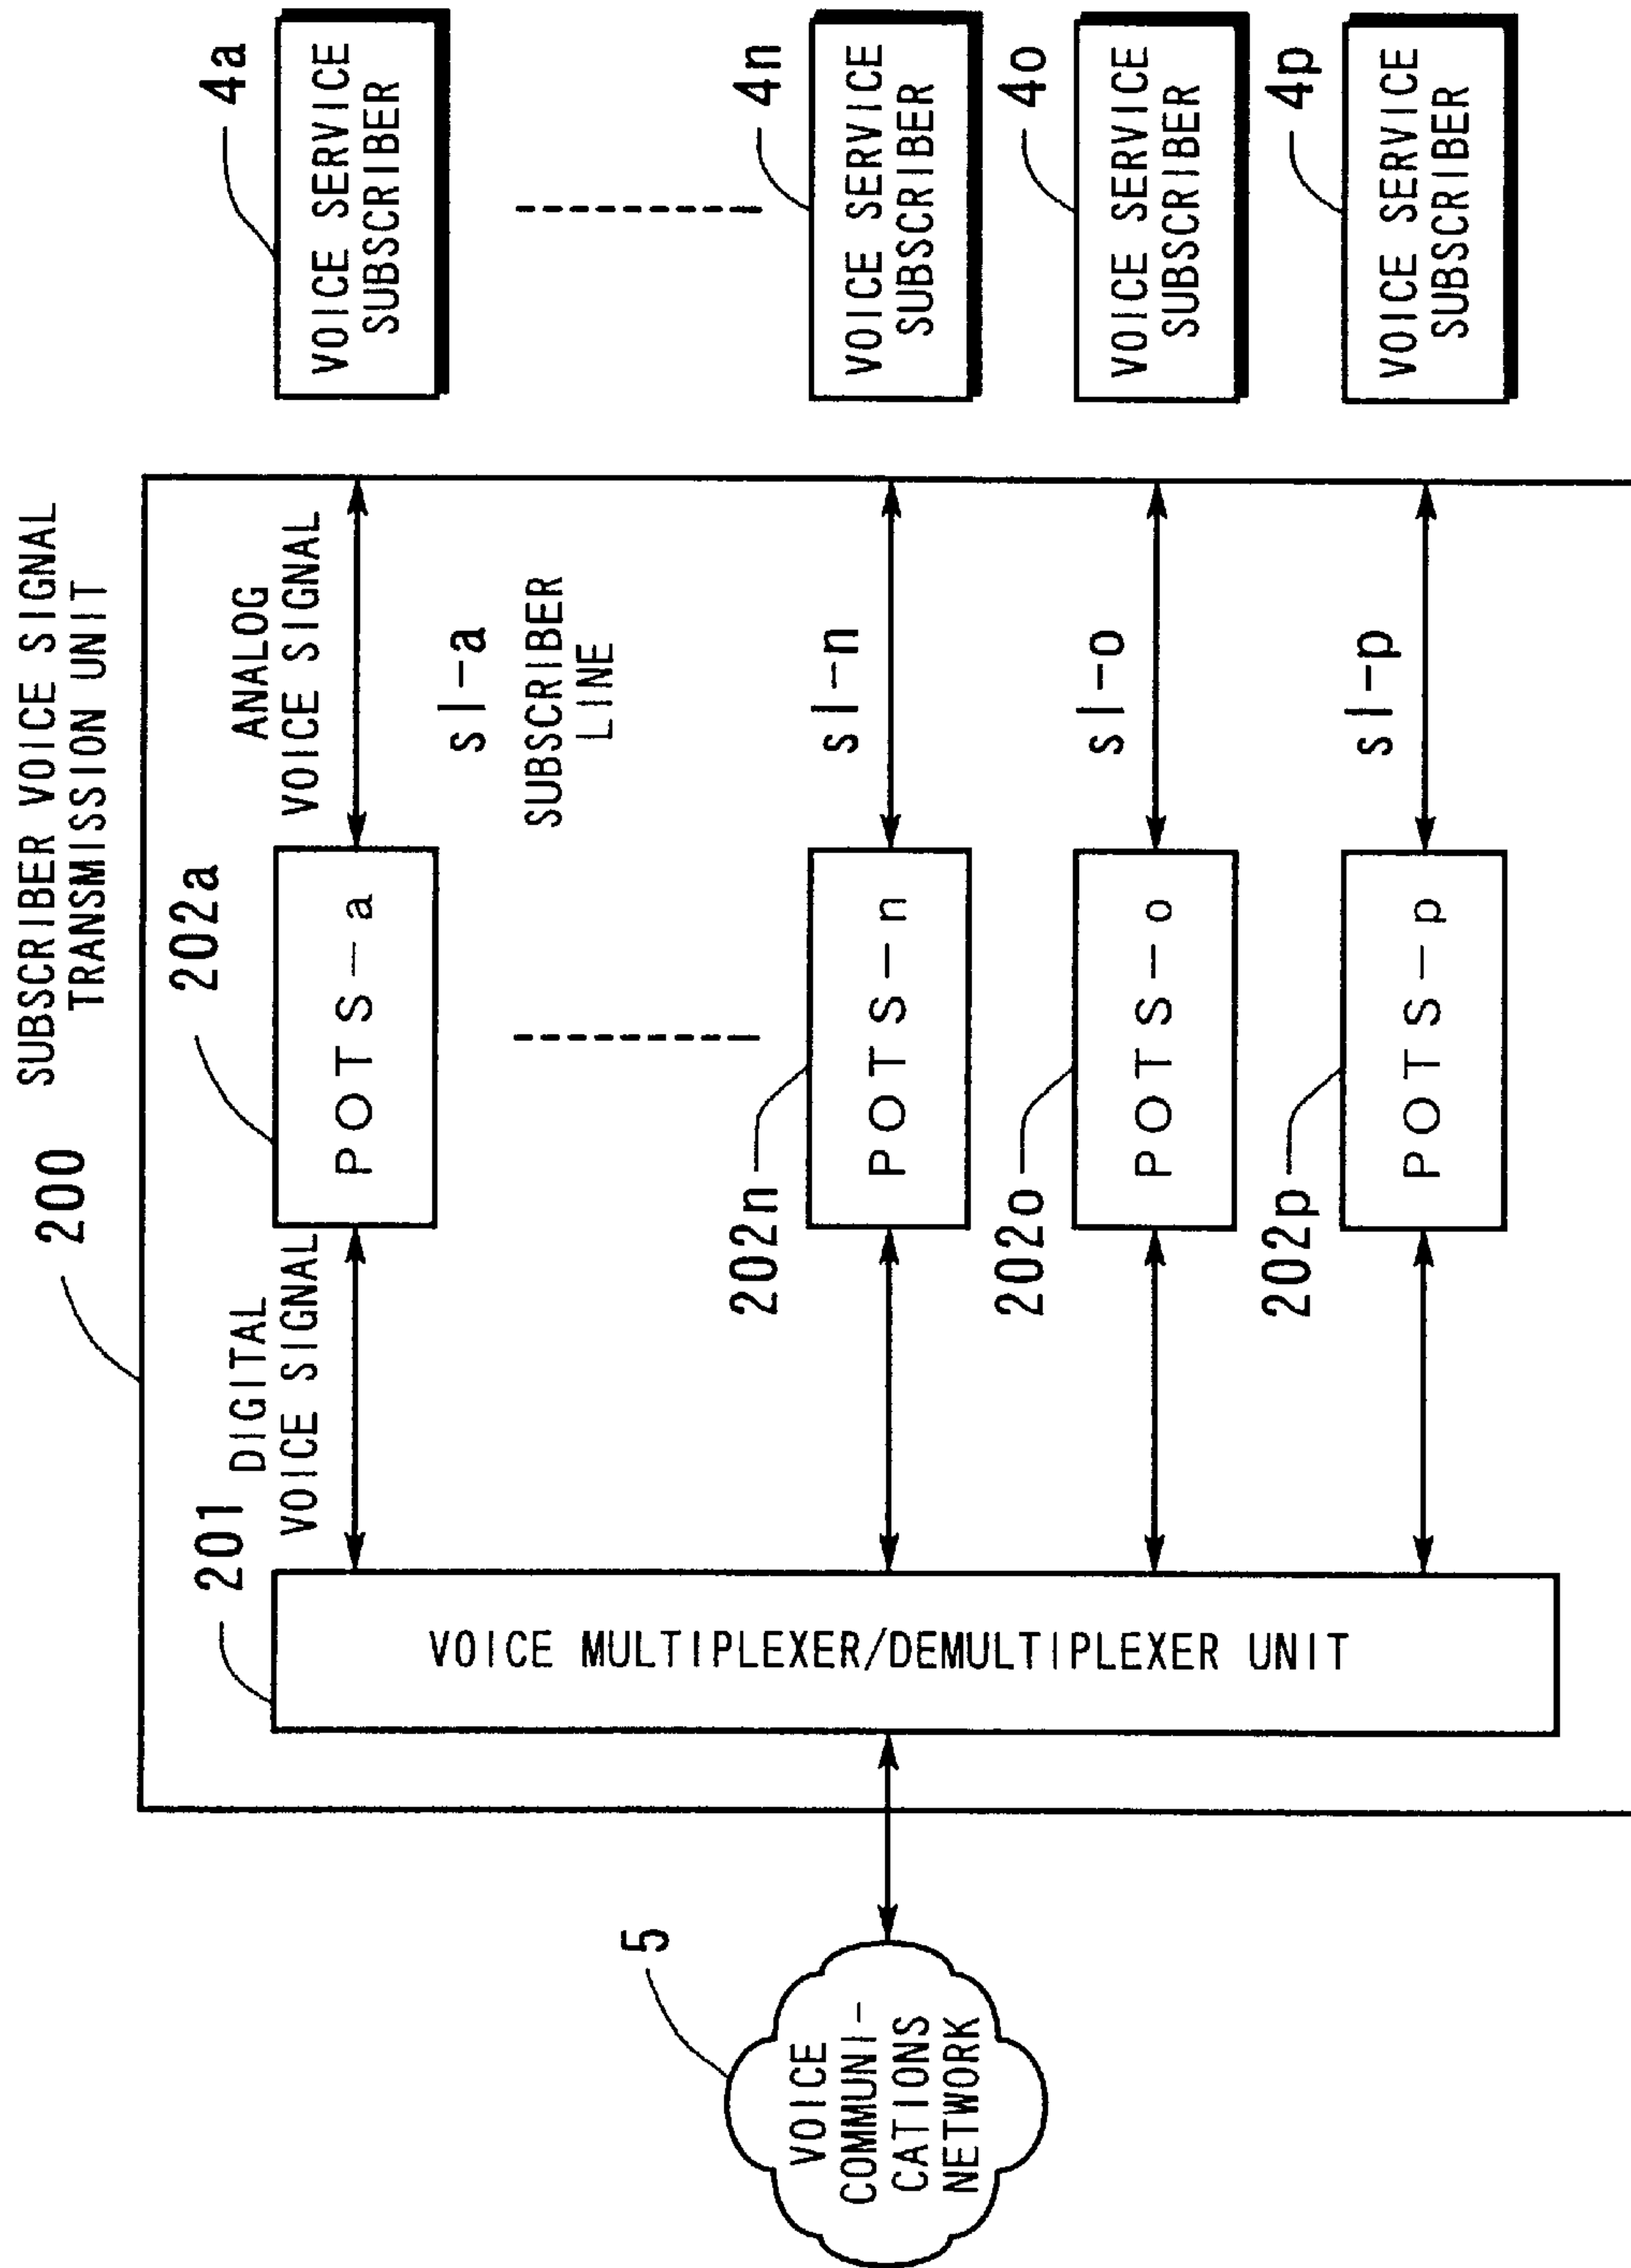 200
SUBSCRIBER VOICE SIGNAL
TRANSMISSION UNIT
5
VOICE
COMMUNI-
CATIONS
NETWORK
201
VOICE MULTIPLEXER/DEMULTIPLEXER UNIT
DIGITAL
VOICE SIGNAL
202a
POTS-a
ANALOG
VOICE SIGNAL
sl-a
SUBSCRIBER
LINE
4a
VOICE SERVICE
SUBSCRIBER
202n
POTS-n
sl-n
4n
VOICE SERVICE
SUBSCRIBER
202o
POTS-o
sl-o
4o
VOICE SERVICE
SUBSCRIBER
202p
POTS-p
sl-p
4p
VOICE SERVICE
SUBSCRIBER